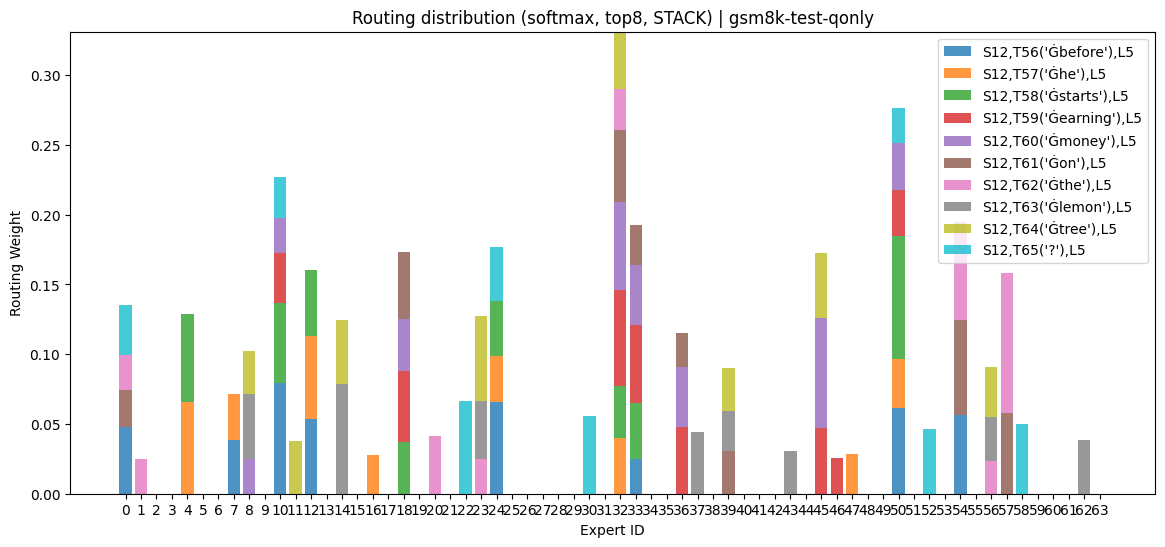 Routing distribution (softmax, top8, STACK) | gsm8k-test-qonly
S12,T56('Ġbefore'),L5
S12,T57('Ġhe'),L5
S12,T58('Ġstarts'),L5
S12,T59('Ġearning'),L5
S12,T60('Ġmoney'),L5
S12,T61('Ġon'),L5
S12,T62('Ġthe'),L5
S12,T63('Ġlemon'),L5
S12,T64('Ġtree'),L5
S12,T65('?'),L5
Routing Weight
0.30
0.25
0.20
0.15
0.10
0.05
0.00
0 1 2 3 4 5 6 7 8 9 10 11 12 13 14 15 16 17 18 19 20 21 22 23 24 25 26 27 28 29 30 31 32 33 34 35 36 37 38 39 40 41 42 43 44 45 46 47 48 49 50 51 52 53 54 55 56 57 58 59 60 61 62 63
Expert ID